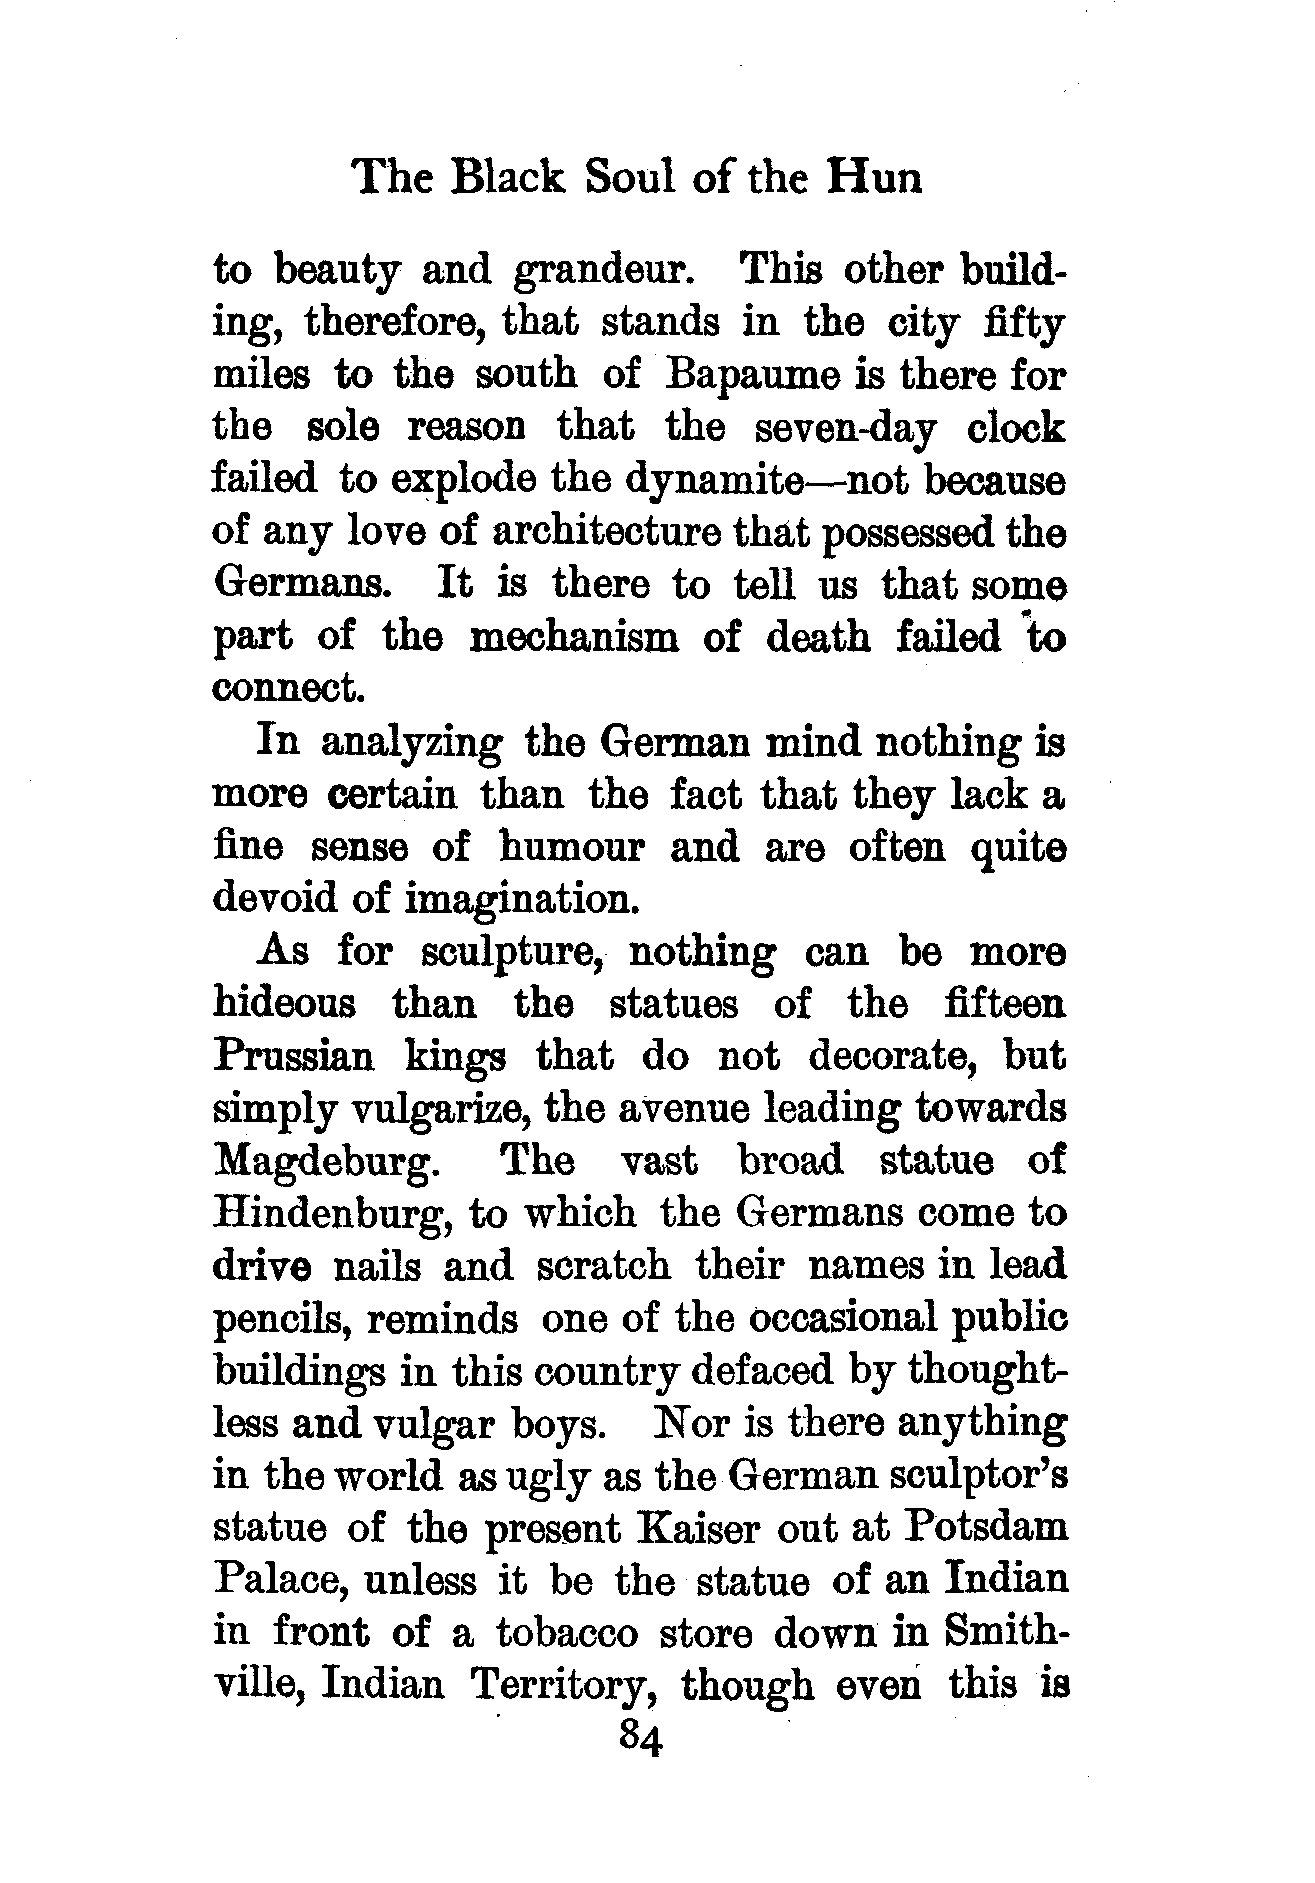 The Black Soul of the Hun
to beauty and grandeur. This other build-
ing, therefore, that stands in the city fifty
miles to the south of Bapaume is there for
the sole reason that the seven-day clock
failed to explode the dynamite—not because
of any love of architecture that possessed the
Germans. It is there to tell us that some
part of the mechanism of death failed to
connect.
In analyzing the German mind nothing is
more certain than the fact that they lack a
fine sense of humour and are often quite
devoid of imagination.
As for sculpture, nothing can be more
hideous than the statues of the fifteen
Prussian kings that do not decorate, but
simply vulgarize, the avenue leading towards
Magdeburg. The vast broad statue of
Hindenburg, to which the Germans come to
drive nails and scratch their names in lead
pencils, reminds one of the occasional public
buildings in this country defaced by thought-
less and vulgar boys. Nor is there anything
in the world as ugly as the German sculptor's
statue of the present Kaiser out at Potsdam
Palace, unless it be the statue of an Indian
in front of a tobacco store down in Smith-
ville, Indian Territory, though even this is
84